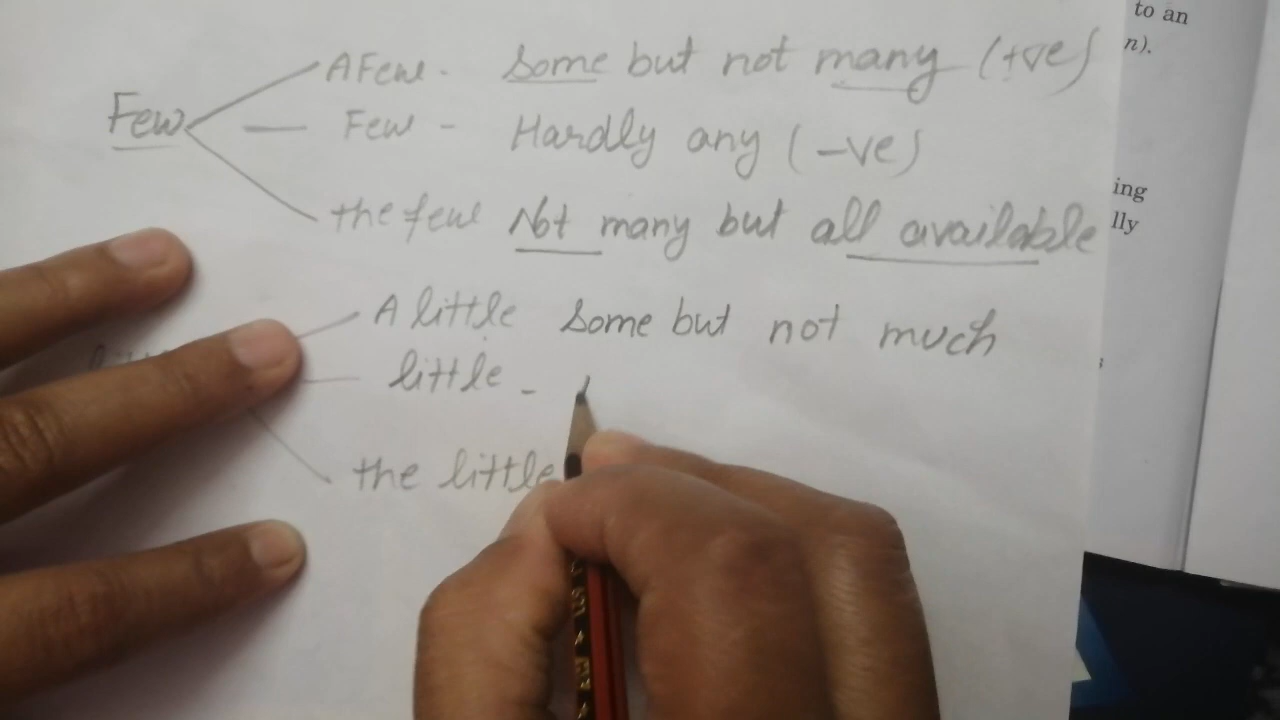 to an
n).
A Few - Some but not many (+ve)
Few - Few - Hardly any (-ve)
the few Not many but all available
ing
lly
A little Some but not much
little -
the little